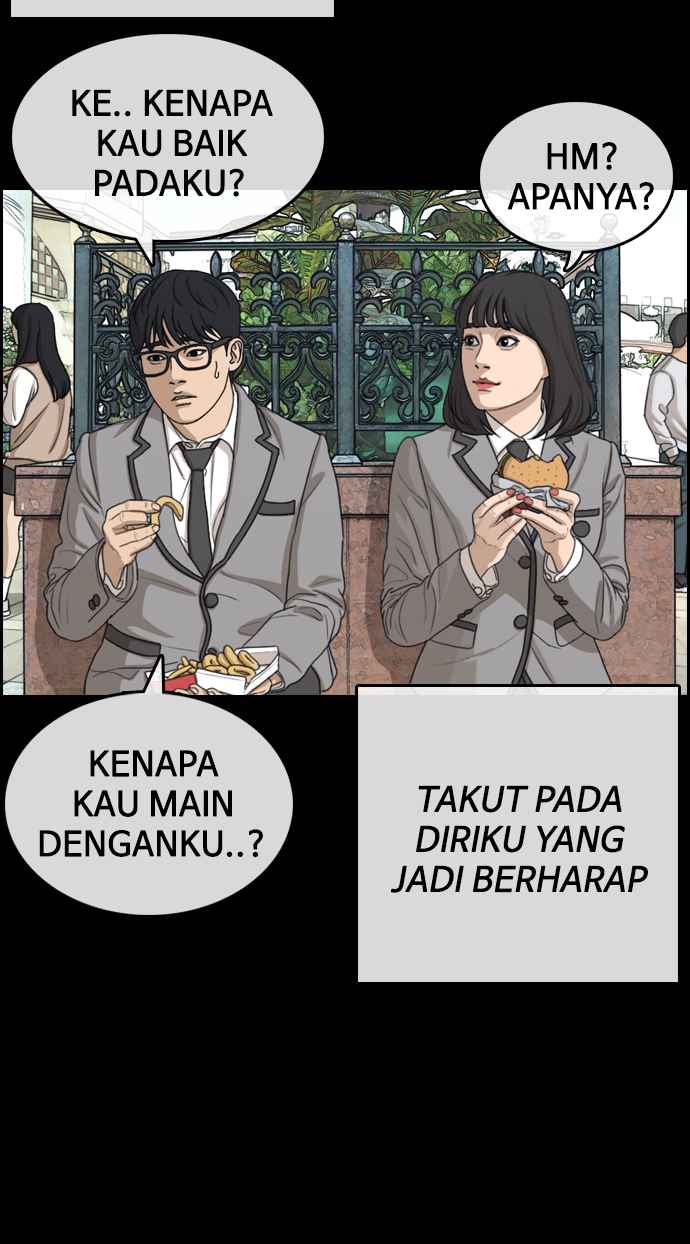 KE.. KENAPA
KAU BAIK
PADAKU?
HM?
APANYA?
KENAPA
KAU MAIN
DENGANKU..?
TAKUT PADA
DIRIKU YANG
JADI BERHARAP